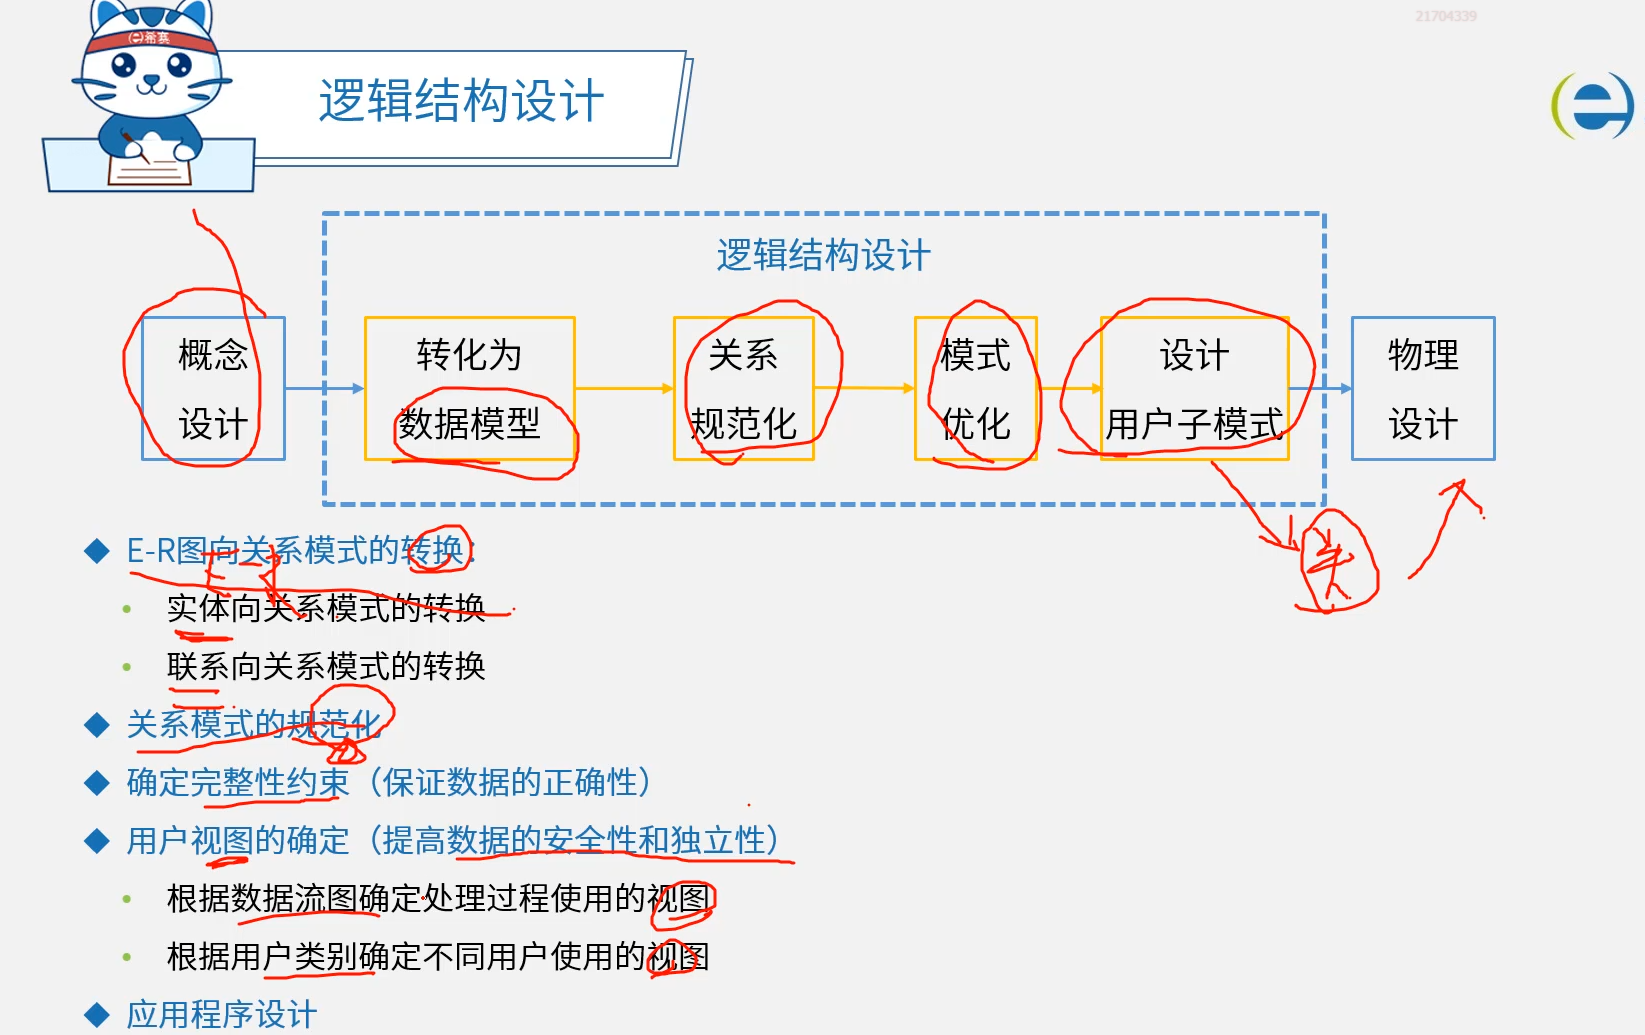 21704339
希赛
逻辑结构设计
逻辑结构设计
概念
设计
转化为
数据模型
关系
规范化
模式
优化
设计
用户子模式
物理
设计
E-R图向关系模式的转换：
E-R
实体向关系模式的转换
联系向关系模式的转换
关系模式的规范化
确定完整性约束（保证数据的正确性）
用户视图的确定（提高数据的安全性和独立性）
根据数据流图确定处理过程使用的视图
根据用户类别确定不同用户使用的视图
应用程序设计